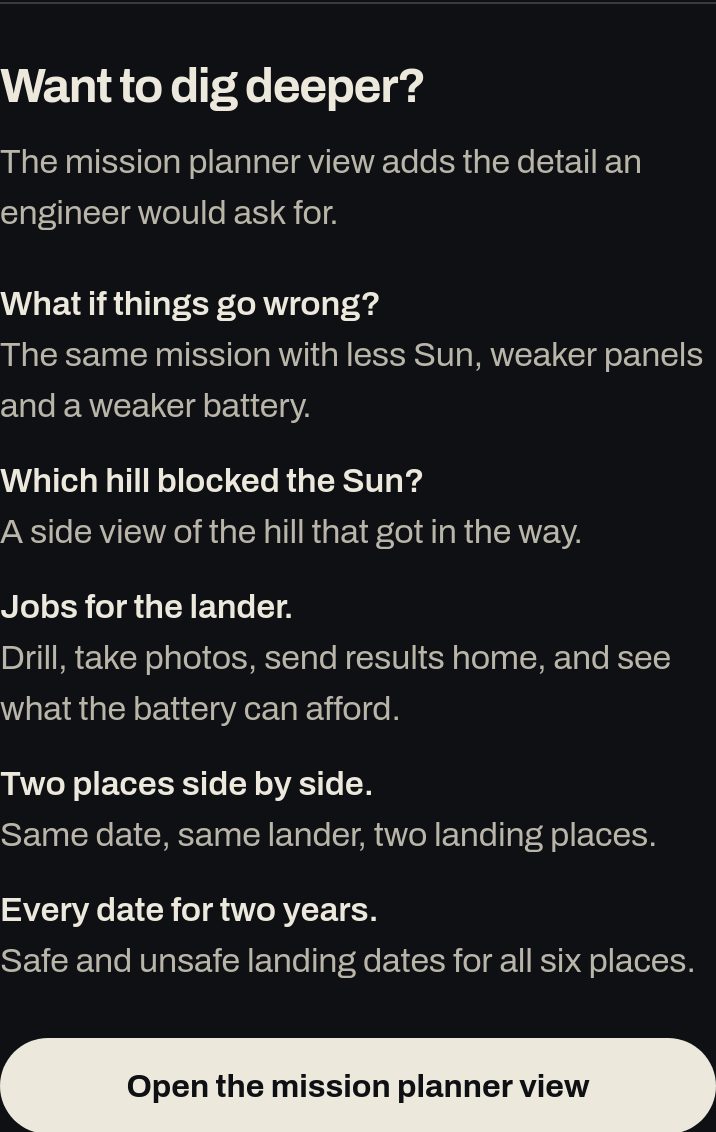 Want to dig deeper?
The mission planner view adds the detail an
engineer would ask for.
What if things go wrong?
The same mission with less Sun, weaker panels
and a weaker battery.
Which hill blocked the Sun?
A side view of the hill that got in the way.
Jobs for the lander.
Drill, take photos, send results home, and see
what the battery can afford.
Two places side by side.
Same date, same lander, two landing places.
Every date for two years.
Safe and unsafe landing dates for all six places.
Open the mission planner view